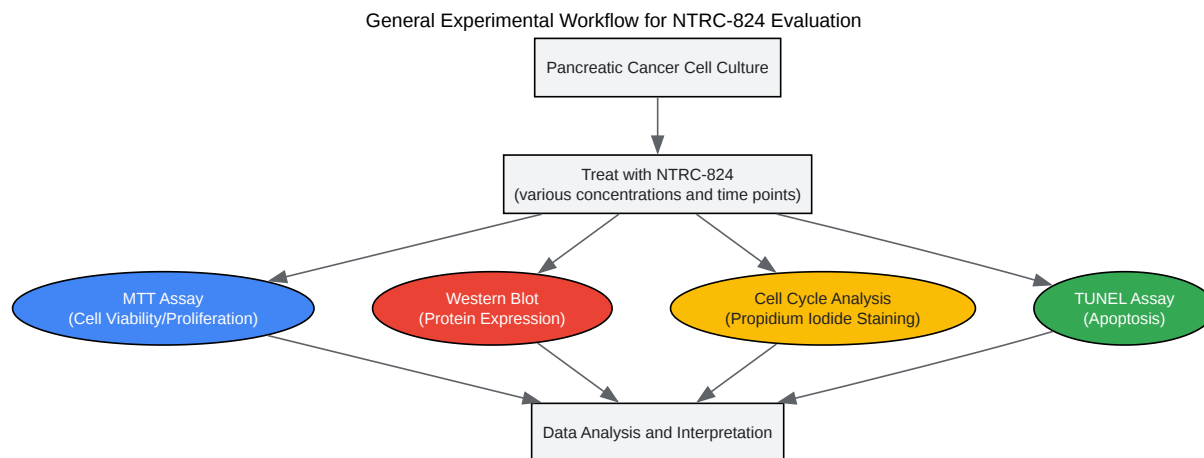 General Experimental Workflow for NTRC-824 Evaluation
Pancreatic Cancer Cell Culture
Treat with NTRC-824
(various concentrations and time points)
MTT Assay
(Cell Viability/Proliferation)
Western Blot
(Protein Expression)
Cell Cycle Analysis
(Propidium Iodide Staining)
TUNEL Assay
(Apoptosis)
Data Analysis and Interpretation